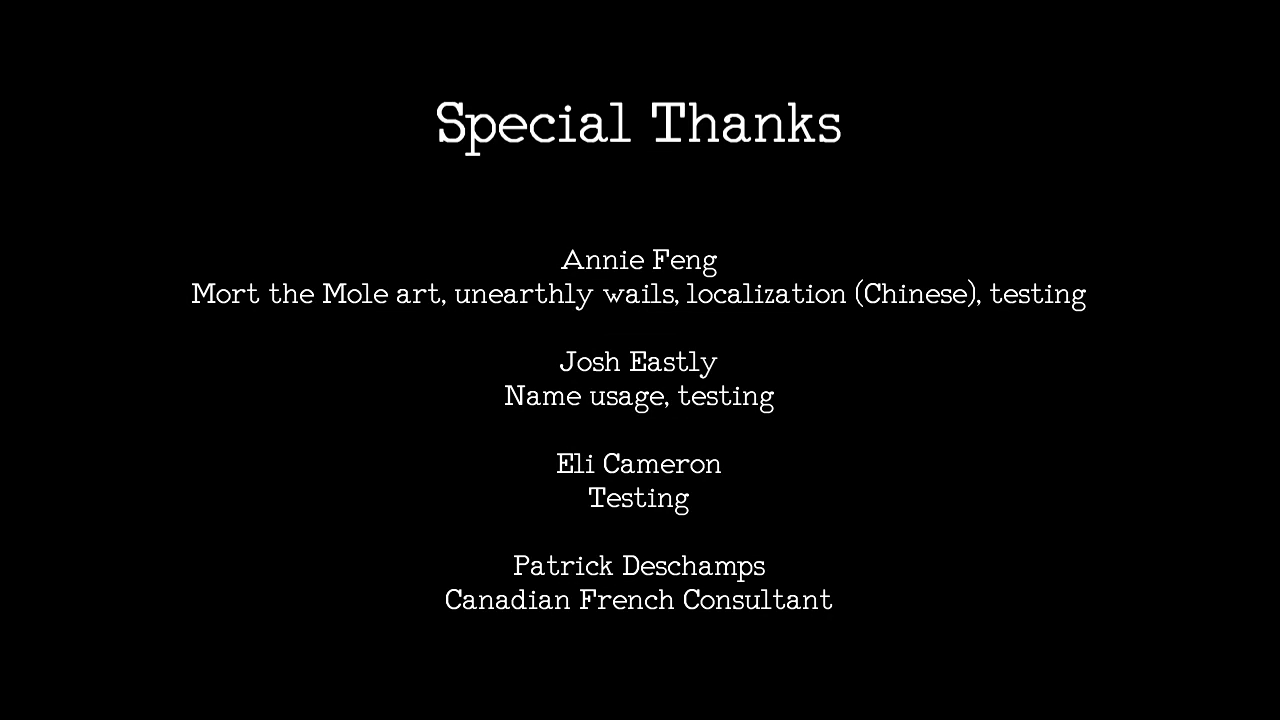 Special Thanks
Annie Feng
Mort the Mole art, unearthly wails, localization (Chinese), testing
Josh Eastly
Name usage, testing
Eli Cameron
Testing
Patrick Deschamps
Canadian French Consultant